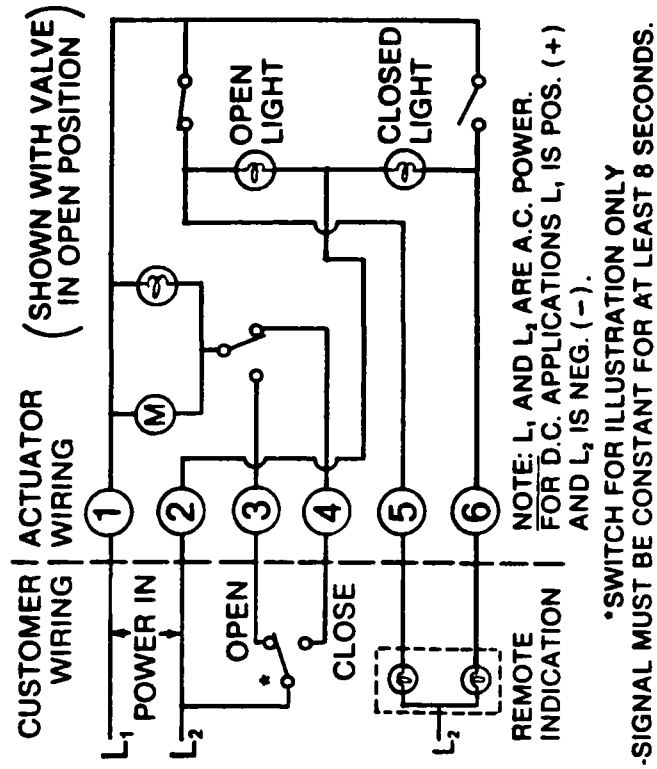 CUSTOMER WIRING
ACTUATOR WIRING
(SHOWN WITH VALVE
IN OPEN POSITION)
L₁
POWER IN
L₂
1
2
3
4
5
6
M
OPEN
*
CLOSE
OPEN
LIGHT
CLOSED
LIGHT
L₂
REMOTE
INDICATION
NOTE: L₁ AND L₂ ARE A.C. POWER.
FOR D.C. APPLICATIONS L₁ IS POS. (+)
AND L₂ IS NEG. (−).
*SWITCH FOR ILLUSTRATION ONLY
-SIGNAL MUST BE CONSTANT FOR AT LEAST 8 SECONDS.